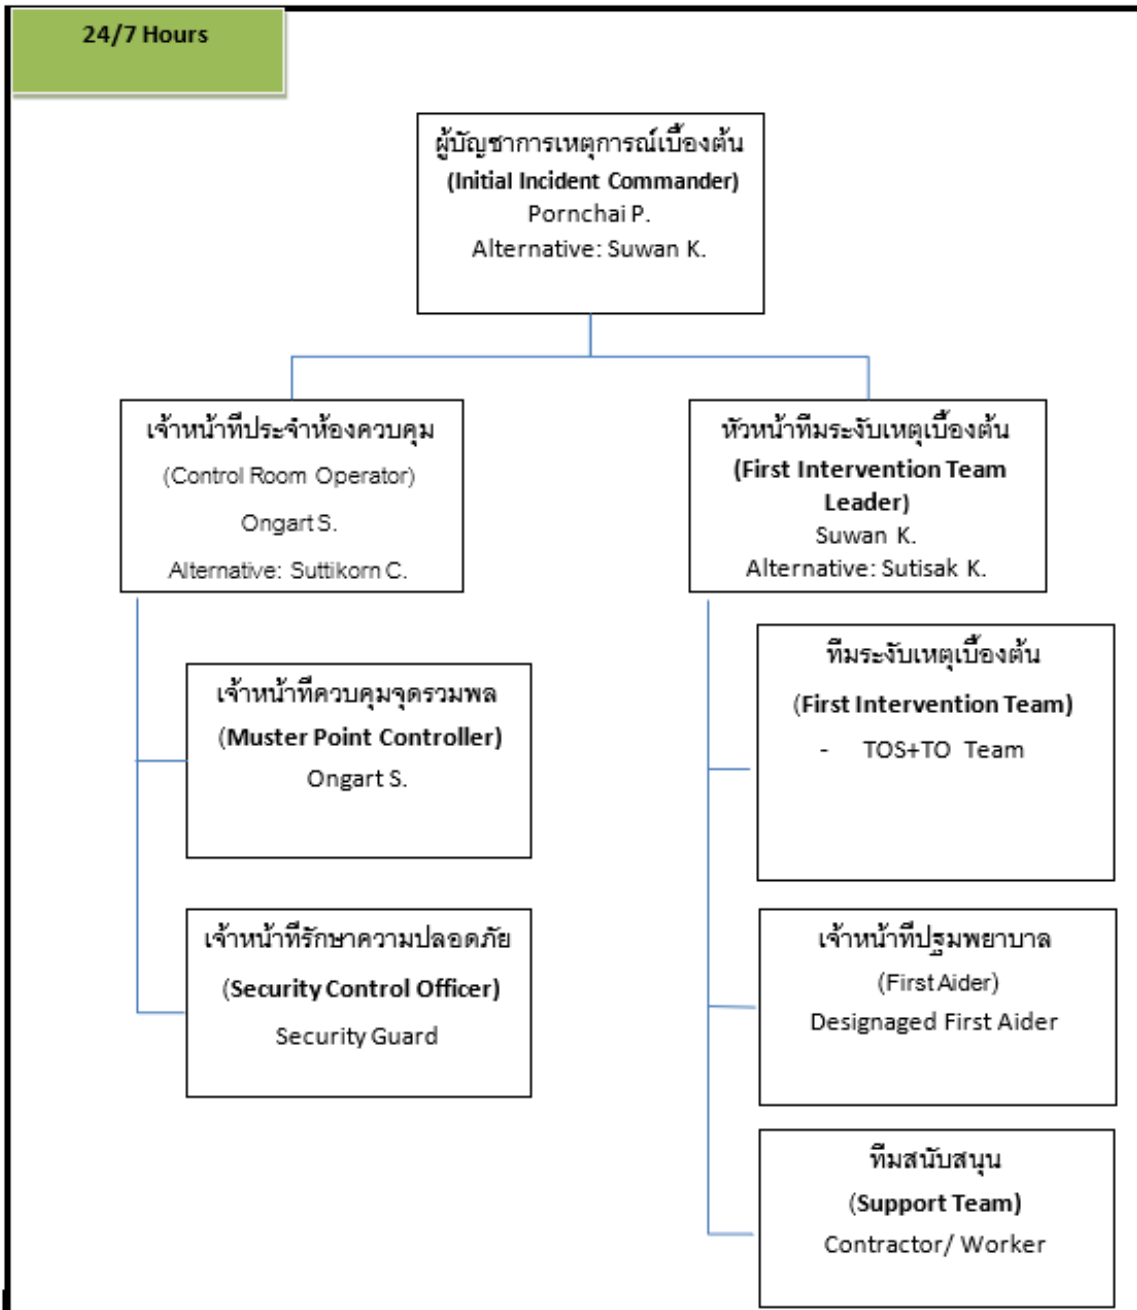 24/7 Hours
ผู้บัญชาการเหตุการณ์เบื้องต้น
(Initial Incident Commander)
Pornchai P.
Alternative: Suwan K.
เจ้าหน้าที่ประจำห้องควบคุม
(Control Room Operator)
Ongart S.
Alternative: Suttikorn C.
หัวหน้าทีมระงับเหตุเบื้องต้น
(First Intervention Team
Leader)
Suwan K.
Alternative: Sutisak K.
เจ้าหน้าที่ควบคุมจุดรวมพล
(Muster Point Controller)
Ongart S.
เจ้าหน้าที่รักษาความปลอดภัย
(Security Control Officer)
Security Guard
ทีมระงับเหตุเบื้องต้น
(First Intervention Team)
- TOS+TO Team
เจ้าหน้าที่ปฐมพยาบาล
(First Aider)
Designaged First Aider
ทีมสนับสนุน
(Support Team)
Contractor/ Worker